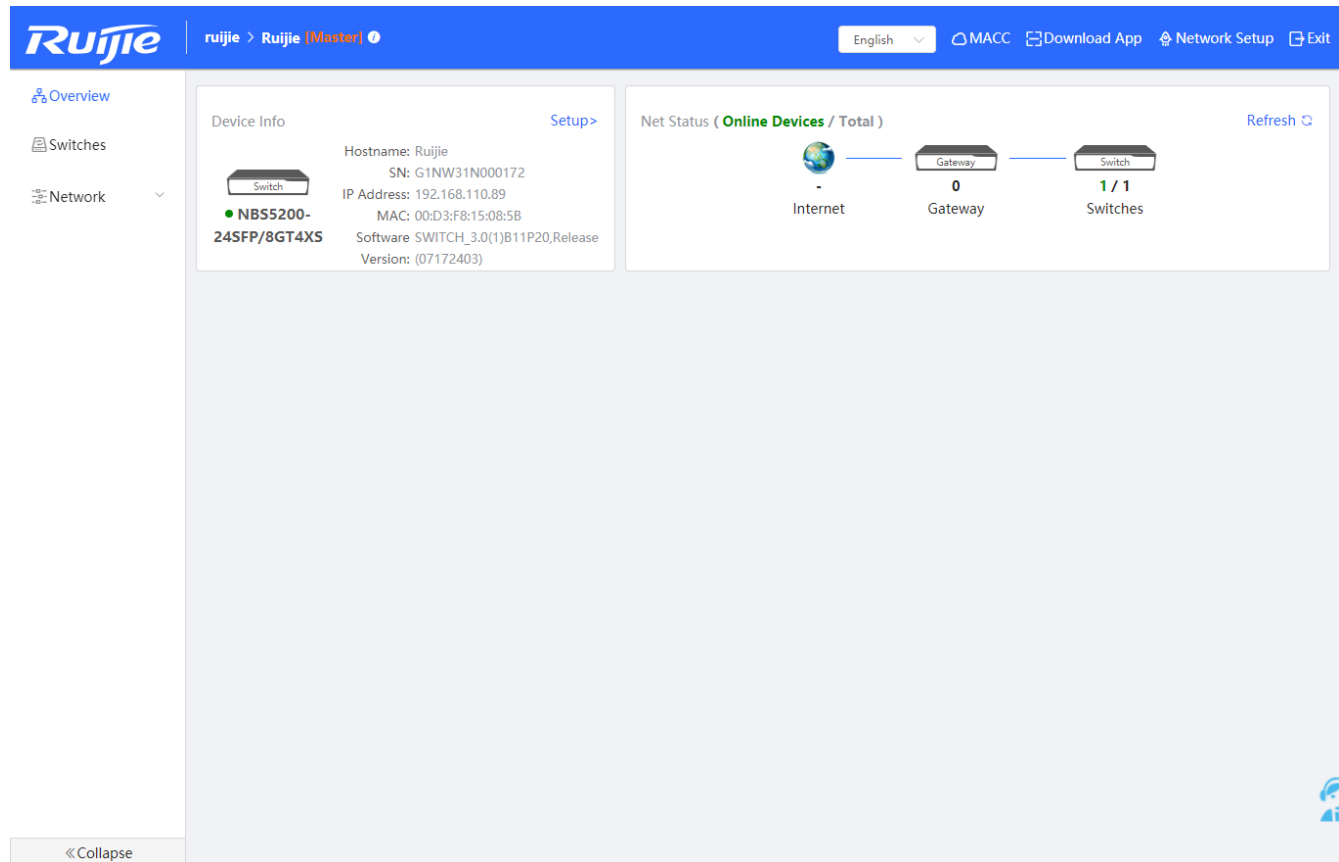 Ruijie
ruijie > Ruijie [Master]
English
MACC
Download App
Network Setup
Exit
Overview
Switches
Network
Collapse
Device Info
Setup>
Switch
NBS5200-
24SFP/8GT4XS
Hostname: Ruijie
SN: G1NW31N000172
IP Address: 192.168.110.89
MAC: 00:D3:F8:15:08:5B
Software SWITCH_3.0(1)B11P20,Release
Version: (07172403)
Net Status ( Online Devices / Total )
Refresh
Gateway
Switch
- 0 1 / 1
Internet Gateway Switches